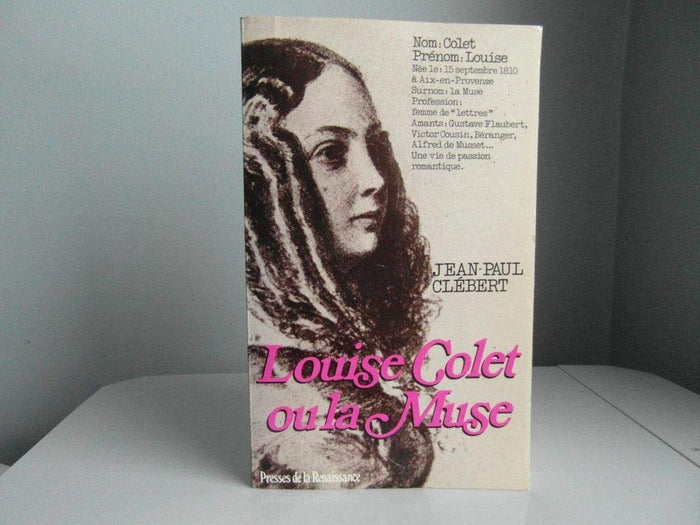 Nom: Colet
Prénom: Louise
Née le: 15 septembre 1810
à Aix-en-Provence
Surnom: la Muse
Profession:
femme de "lettres"
Amants: Gustave Flaubert,
Victor Cousin, Béranger,
Alfred de Musset...
Une vie de passion
romantique.
JEAN-PAUL
CLÉBERT
Louise Colet
ou la Muse
Presses de la Renaissance